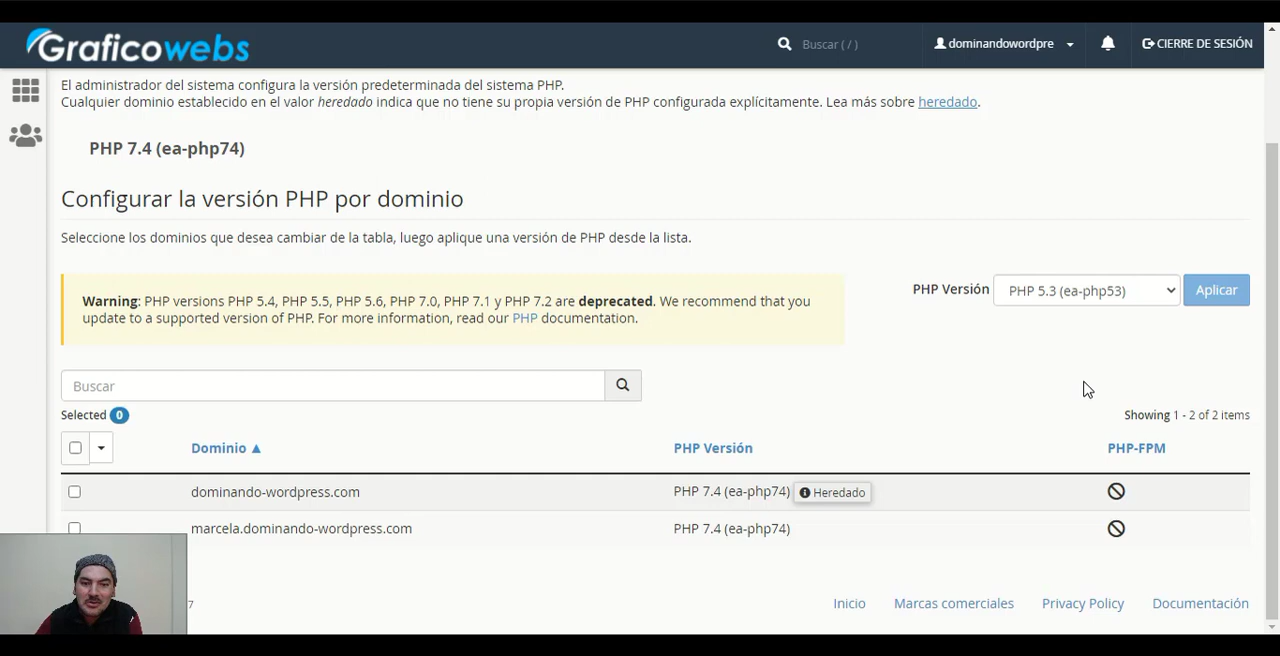 Graficowebs
Buscar ( / )
dominandowordpre
CIERRE DE SESIÓN
El administrador del sistema configura la versión predeterminada del sistema PHP.
Cualquier dominio establecido en el valor heredado indica que no tiene su propia versión de PHP configurada explícitamente. Lea más sobre heredado.
PHP 7.4 (ea-php74)
Configurar la versión PHP por dominio
Seleccione los dominios que desea cambiar de la tabla, luego aplique una versión de PHP desde la lista.
Warning: PHP versions PHP 5.4, PHP 5.5, PHP 5.6, PHP 7.0, PHP 7.1 y PHP 7.2 are deprecated. We recommend that you
update to a supported version of PHP. For more information, read our PHP documentation.
PHP Versión
PHP 5.3 (ea-php53)
Aplicar
Buscar
Selected 0
Showing 1 - 2 of 2 items
Dominio ▲
PHP Versión
PHP-FPM
dominando-wordpress.com
PHP 7.4 (ea-php74)
Heredado
marcela.dominando-wordpress.com
PHP 7.4 (ea-php74)
7
Inicio
Marcas comerciales
Privacy Policy
Documentación